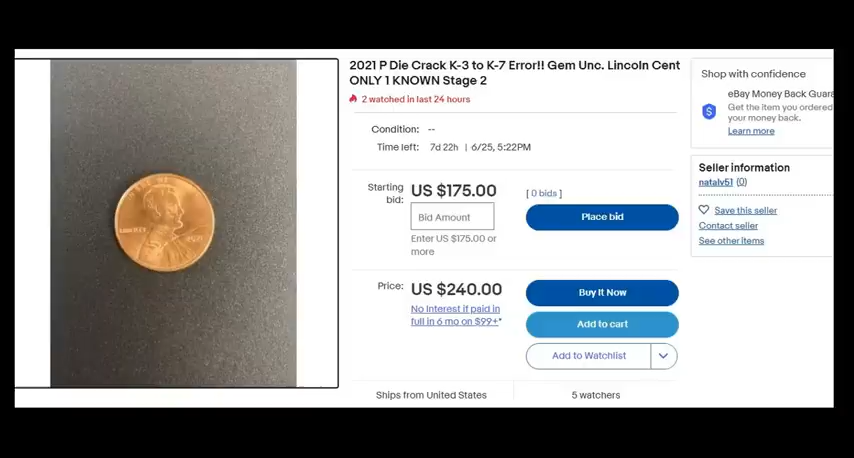 2021 P Die Crack K-3 to K-7 Error!! Gem Unc. Lincoln Cent
ONLY 1 KNOWN Stage 2
2 watched in last 24 hours
Condition: --
Time left: 7d 22h | 6/25, 5:22PM
Starting bid: US $175.00 [ 0 bids ]
Bid Amount
Place bid
Enter US $175.00 or
more
Price: US $240.00
Buy It Now
No Interest if paid in
full in 6 mo on $99+*
Add to cart
Add to Watchlist
Ships from United States
5 watchers
Shop with confidence
eBay Money Back Guara
Get the item you ordered
your money back.
Learn more
Seller information
(0)
Save this seller
Contact seller
See other items